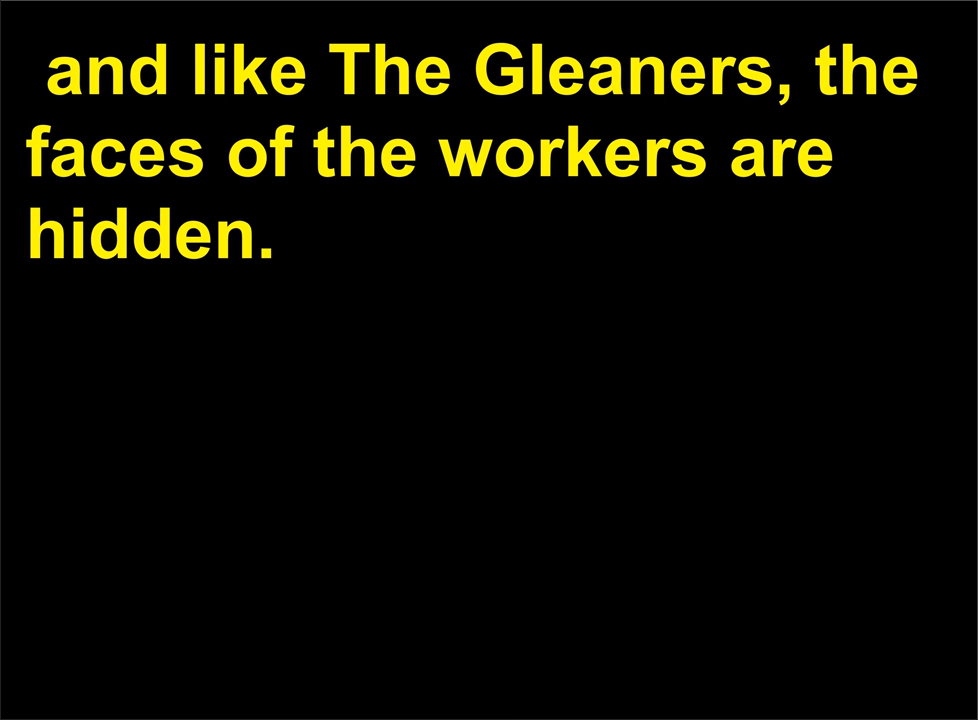 and like The Gleaners, the
faces of the workers are
hidden.